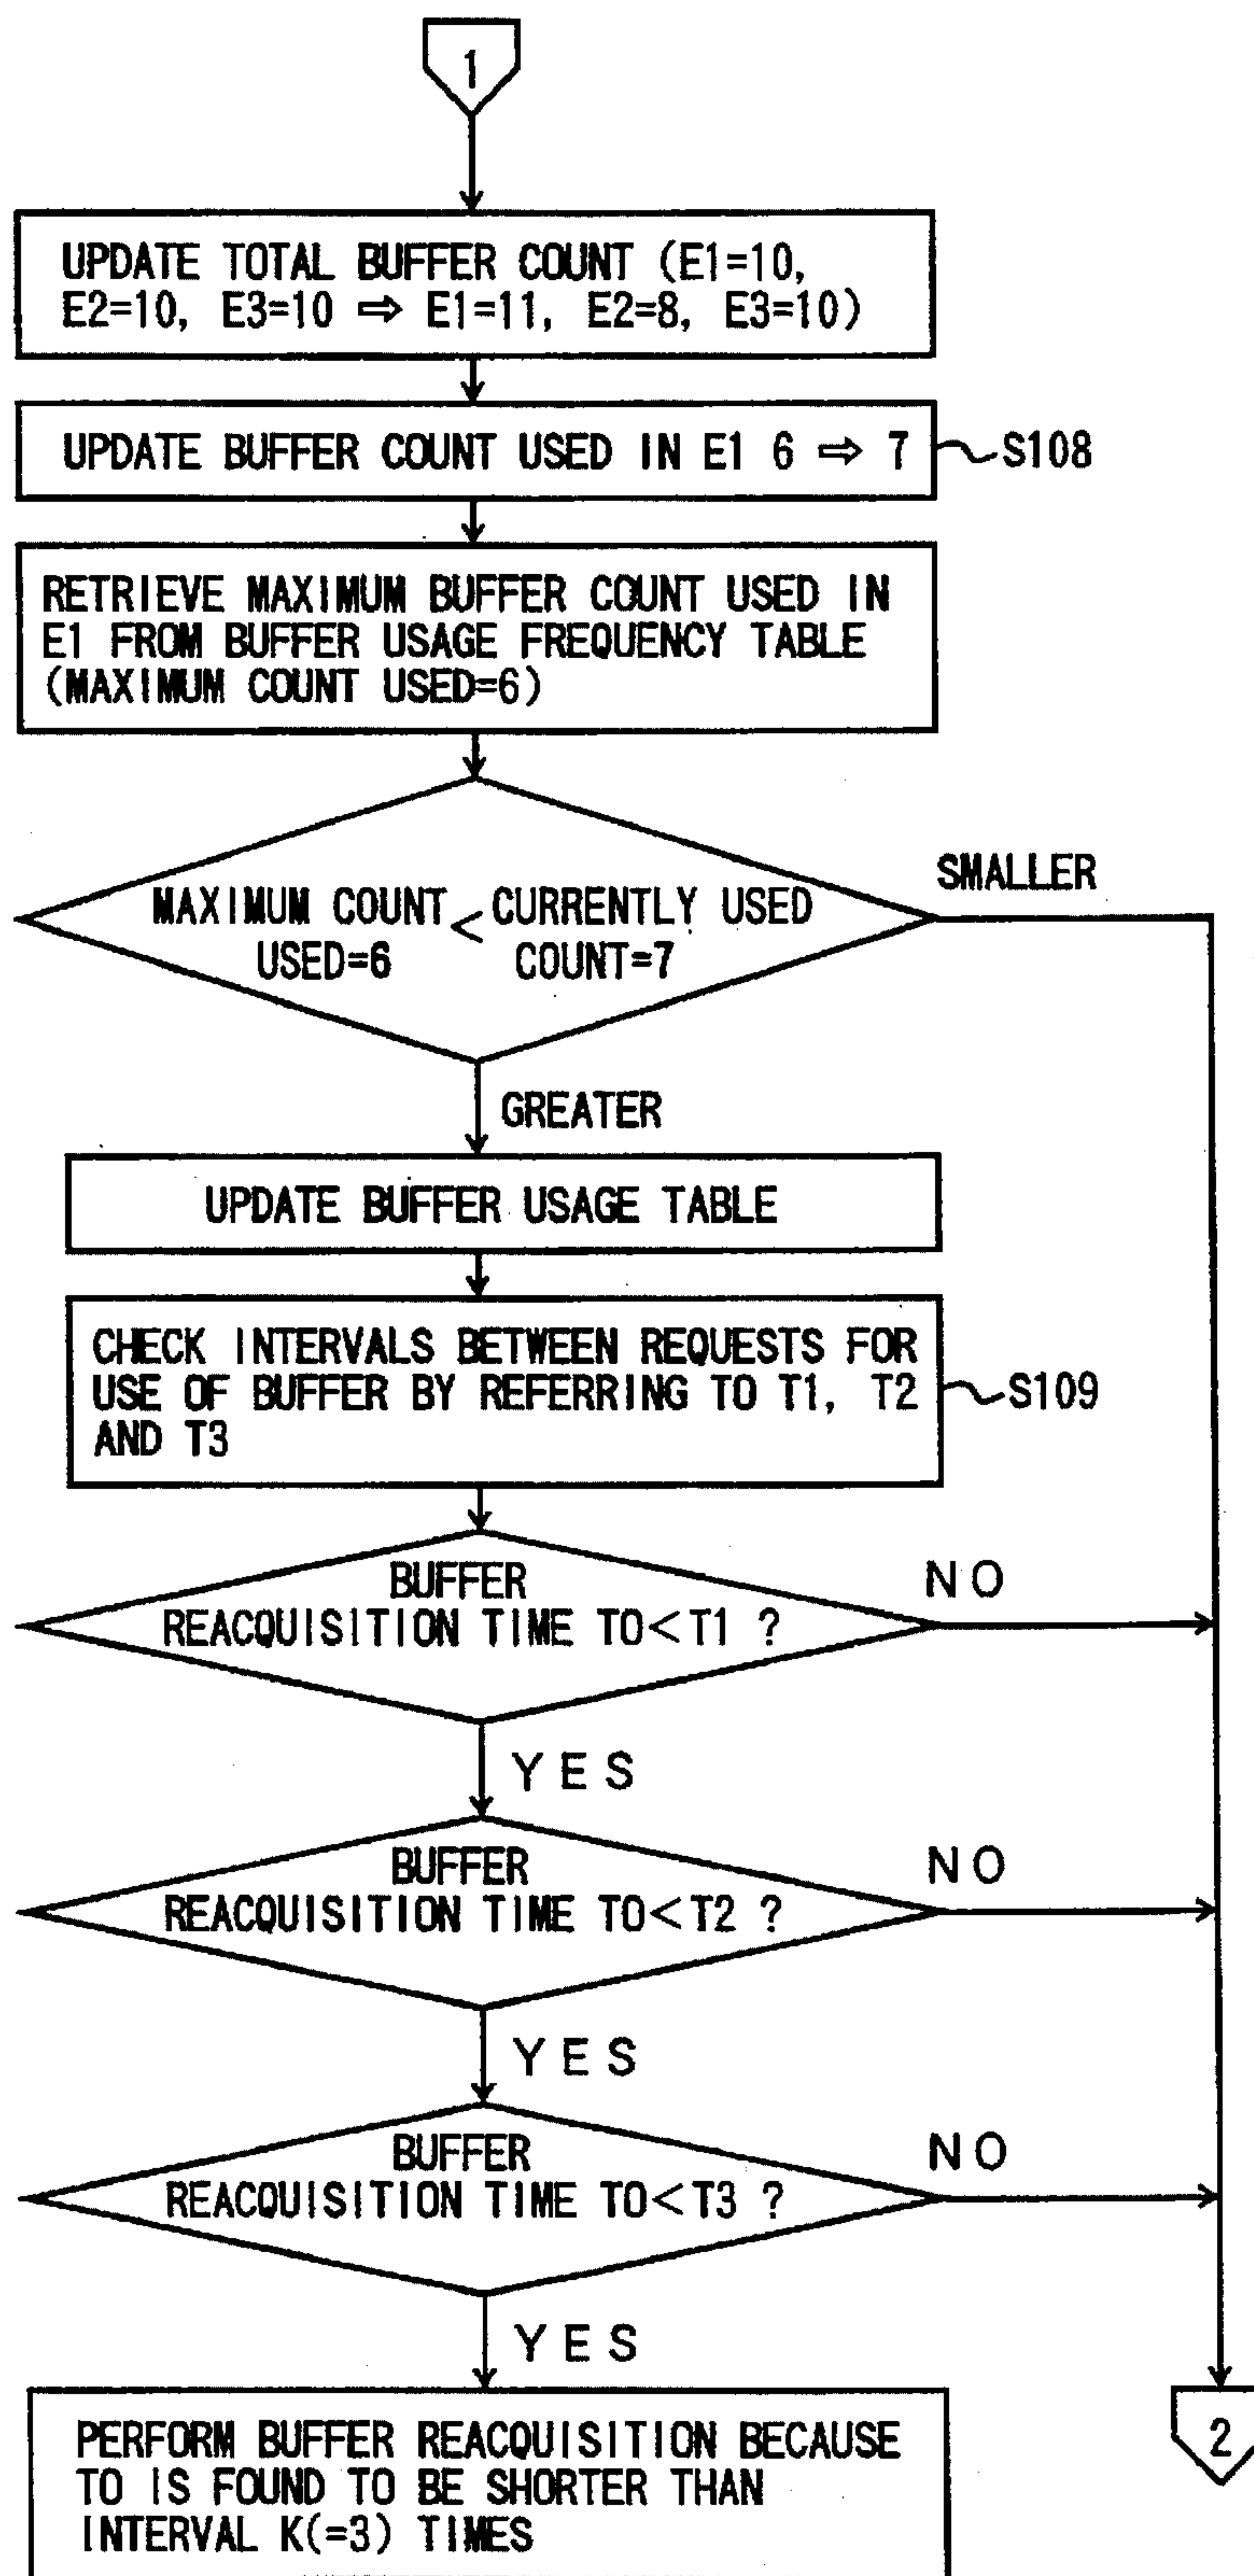 1
UPDATE TOTAL BUFFER COUNT (E1=10,
E2=10, E3=10 ⇨ E1=11, E2=8, E3=10)
UPDATE BUFFER COUNT USED IN E1 6 ⇨ 7
S108
RETRIEVE MAXIMUM BUFFER COUNT USED IN
E1 FROM BUFFER USAGE FREQUENCY TABLE
(MAXIMUM COUNT USED=6)
SMALLER
MAXIMUM COUNT < CURRENTLY USED
USED=6 COUNT=7
GREATER
UPDATE BUFFER USAGE TABLE
CHECK INTERVALS BETWEEN REQUESTS FOR
USE OF BUFFER BY REFERRING TO T1, T2
AND T3
S109
BUFFER
REACQUISITION TIME T0<T1 ?
NO
YES
BUFFER
REACQUISITION TIME T0<T2 ?
NO
YES
BUFFER
REACQUISITION TIME T0<T3 ?
NO
YES
PERFORM BUFFER REACQUISITION BECAUSE
T0 IS FOUND TO BE SHORTER THAN
INTERVAL K(=3) TIMES
2